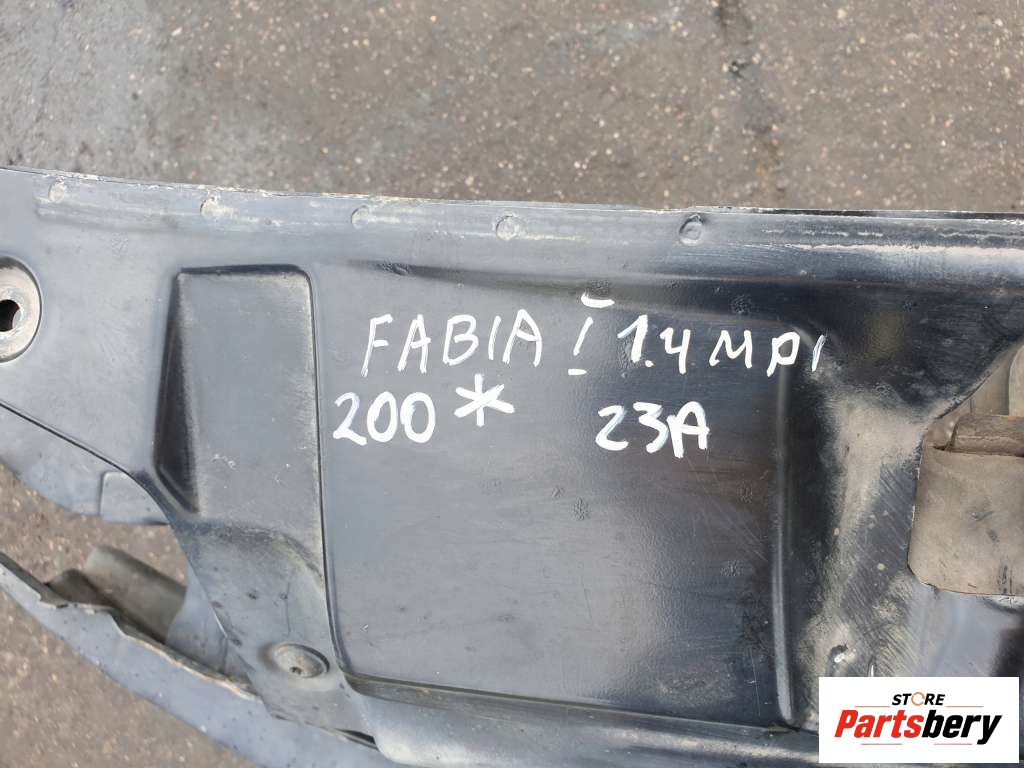 FABIA I 1.4 MPI
200* 23A
STORE
Partsbery